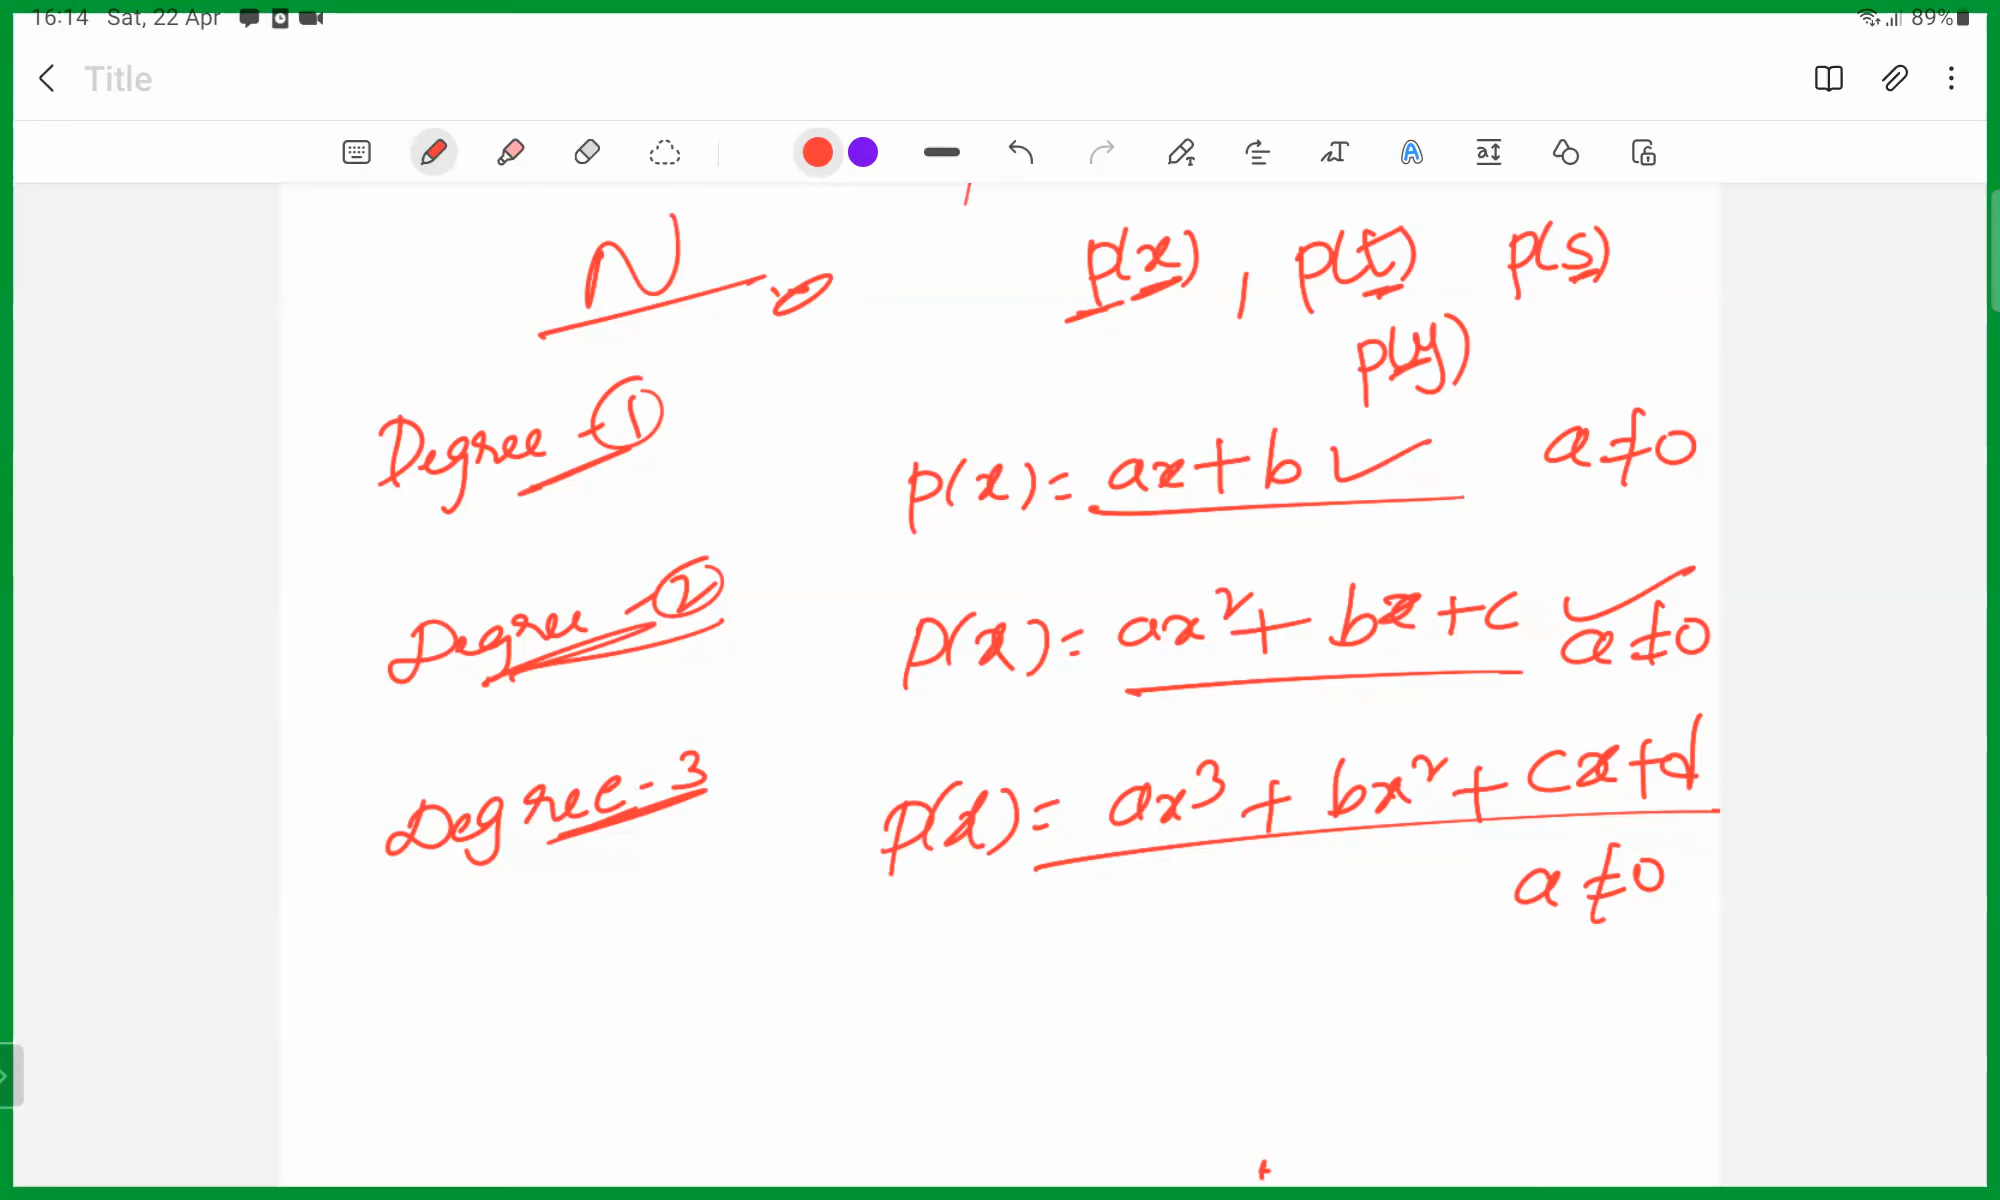 16:14 Sat, 22 Apr 89%
Title
N
p(x), p(t) p(s)
p(y)
Degree - 1
p(x) = ax + b ✓ a ≠ 0
Degree - 2
p(x) = ax² + bx + c ✓ a ≠ 0
Degree - 3
p(x) = ax³ + bx² + cx + d
a ≠ 0